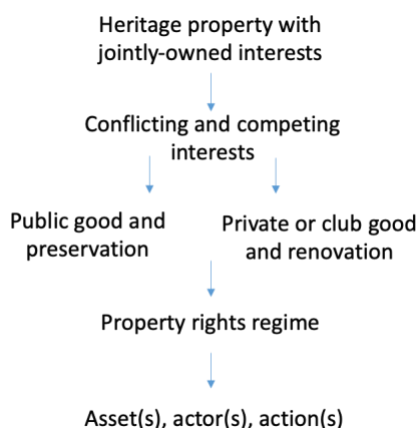 Heritage property with
jointly-owned interests
Conflicting and competing
interests
Public good and
preservation
Private or club good
and renovation
Property rights regime
Asset(s), actor(s), action(s)